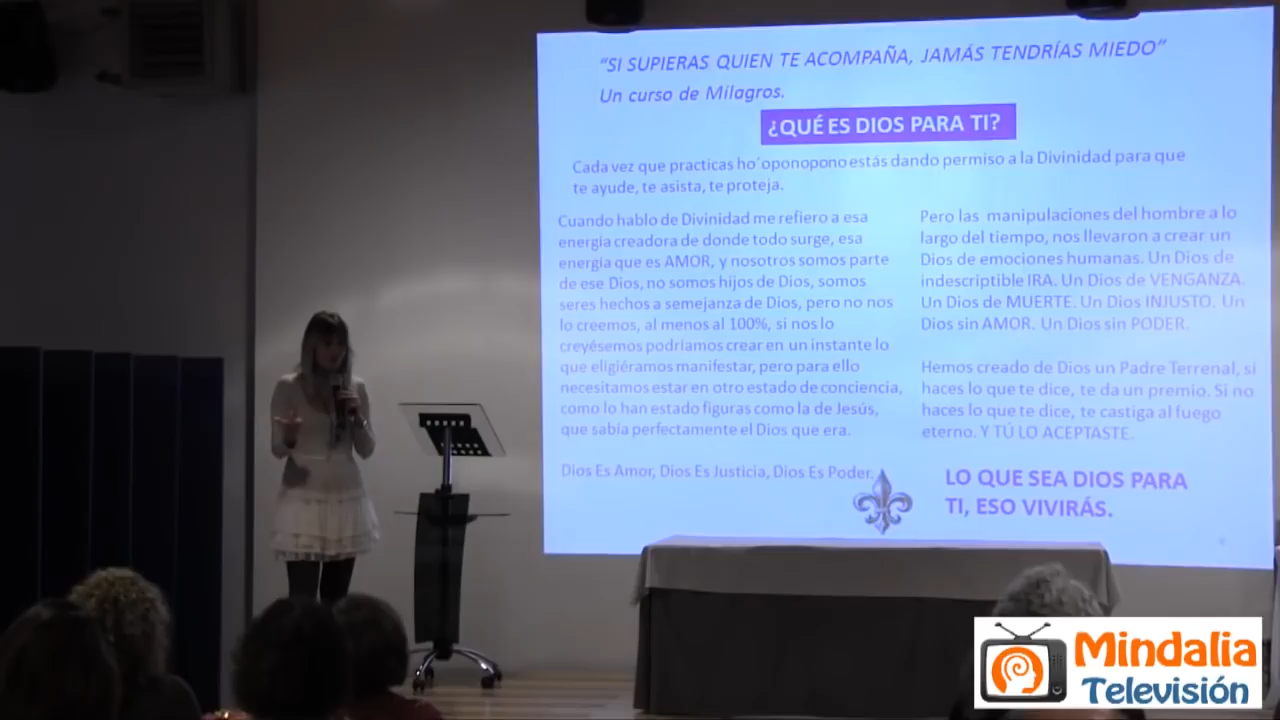 "SI SUPIERAS QUIEN TE ACOMPAÑA, JAMÁS TENDRÍAS MIEDO"
Un curso de Milagros.
¿QUÉ ES DIOS PARA TI?
Cada vez que practicas ho´oponopono estás dando permiso a la Divinidad para que
te ayude, te asista, te proteja.
Cuando hablo de Divinidad me refiero a esa
energía creadora de donde todo surge, esa
energía que es AMOR, y nosotros somos parte
de ese Dios, no somos hijos de Dios, somos
seres hechos a semejanza de Dios, pero no nos
lo creemos, al menos al 100%, si nos lo
creyésemos podríamos crear en un instante lo
que eligiéramos manifestar, pero para ello
necesitamos estar en otro estado de conciencia,
como lo han estado figuras como la de Jesús,
que sabía perfectamente el Dios que era.
Dios Es Amor, Dios Es Justicia, Dios Es Poder.
Pero las manipulaciones del hombre a lo
largo del tiempo, nos llevaron a crear un
Dios de emociones humanas. Un Dios de
indescriptible IRA. Un Dios de VENGANZA.
Un Dios de MUERTE. Un Dios INJUSTO. Un
Dios sin AMOR. Un Dios sin PODER.
Hemos creado de Dios un Padre Terrenal, si
haces lo que te dice, te da un premio. Si no
haces lo que te dice, te castiga al fuego
eterno. Y TÚ LO ACEPTASTE.
LO QUE SEA DIOS PARA
TI, ESO VIVIRÁS.
Mindalia
Televisión